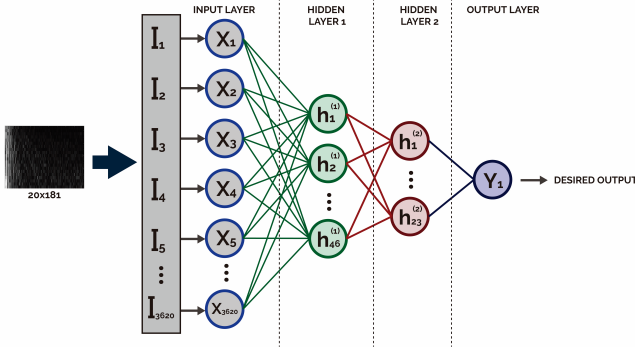 INPUT LAYER
HIDDEN
LAYER 1
HIDDEN
LAYER 2
OUTPUT LAYER
I1
I2
I3
I4
I5
I3620
X1
X2
X3
X4
X5
X3620
h1(1)
h2(1)
h46(1)
h1(2)
h23(2)
Y1
DESIRED OUTPUT
20x181